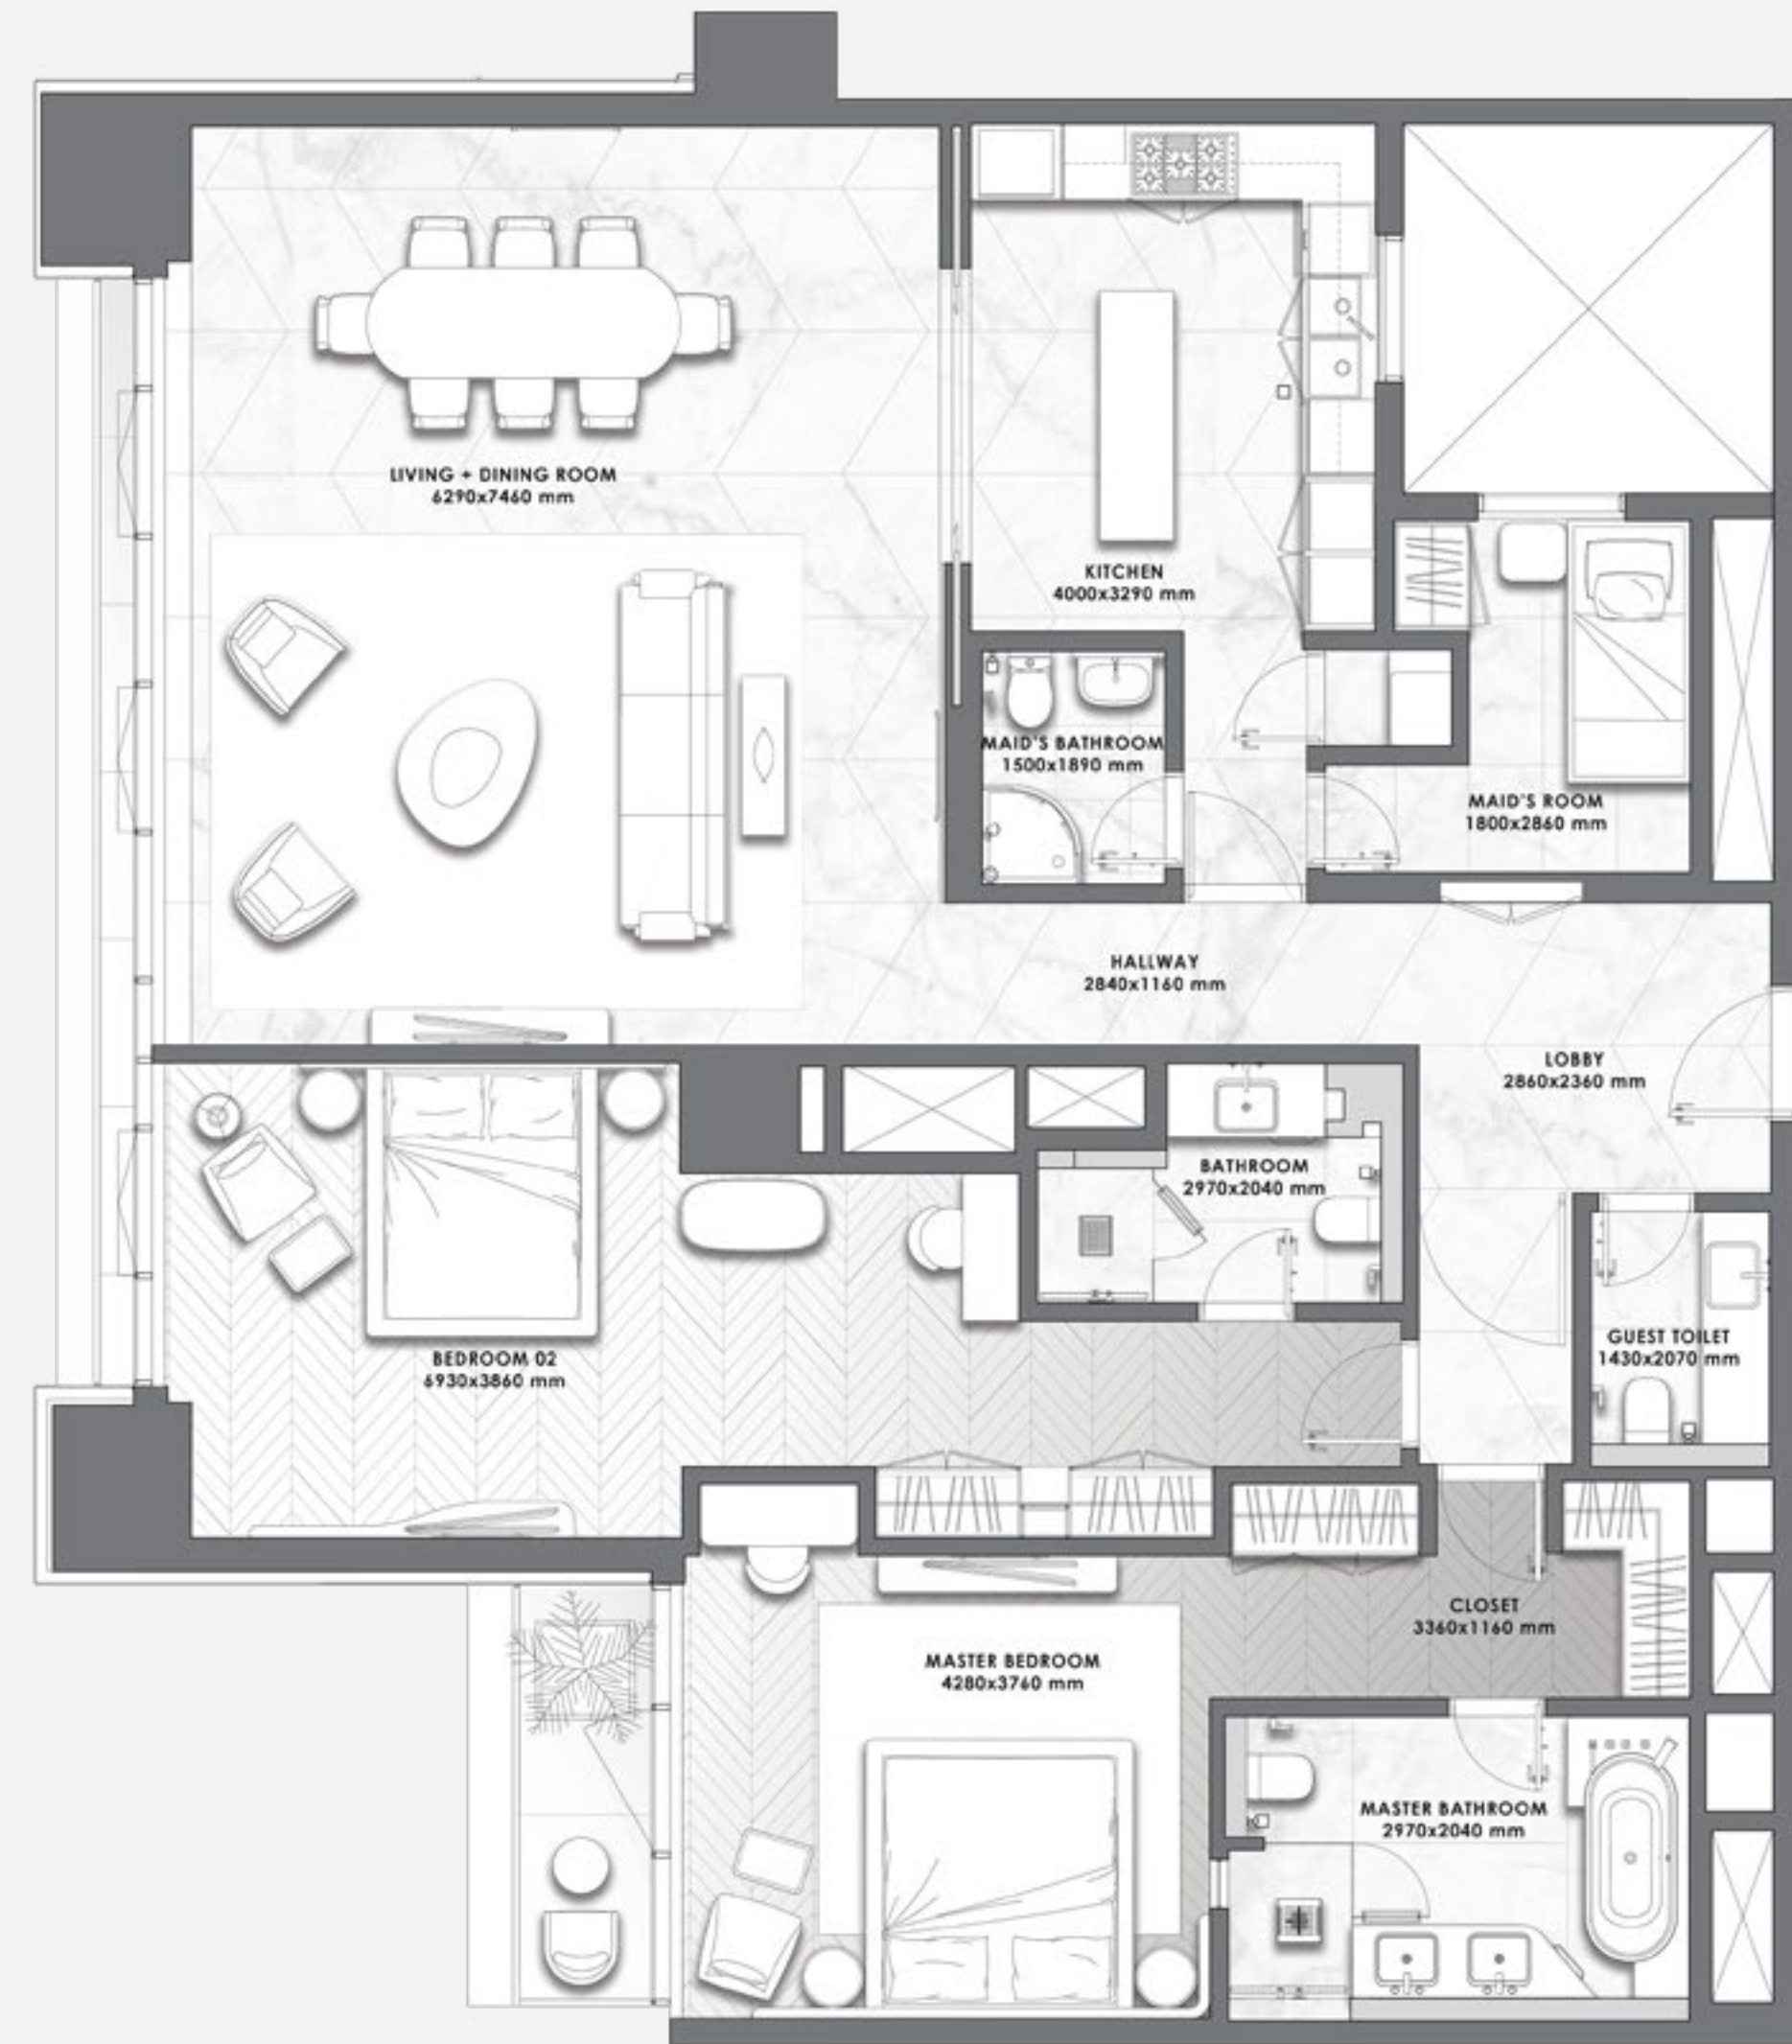 LIVING + DINING ROOM
6290x7460 mm
KITCHEN
4000x3290 mm
MAID'S BATHROOM
1500x1890 mm
MAID'S ROOM
1800x2860 mm
HALLWAY
2840x1160 mm
LOBBY
2860x2360 mm
BATHROOM
2970x2040 mm
GUEST TOILET
1430x2070 mm
BEDROOM 02
6930x3860 mm
CLOSET
3360x1160 mm
MASTER BEDROOM
4280x3760 mm
MASTER BATHROOM
2970x2040 mm